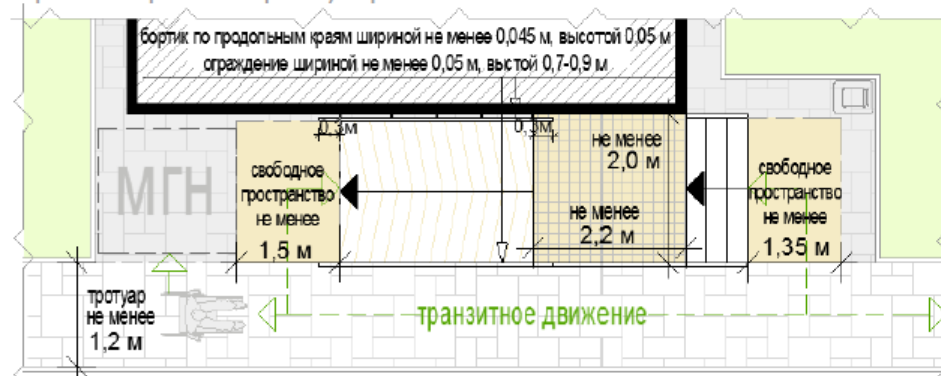 бортик по продольным краям шириной не менее 0,045 м, высоттой 0,05 м
ограждение шириной не менее 0,05 м, выстой 0,7-0,9 м
0,3м
0,3м
не менее
2,0 м
МГН
свободное
пространство
не менее
1,5 м
не менее
2,2 м
свободное
пространство
не менее
1,35 м
тротуар
не менее
1,2 м
транзитное движение